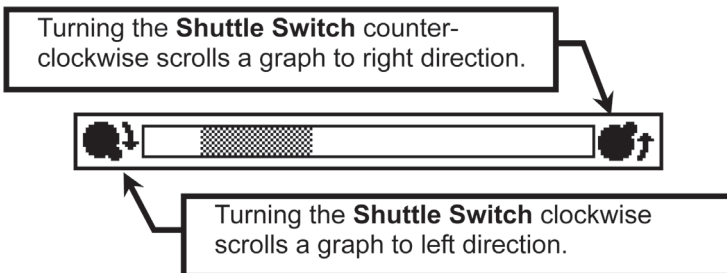 Turning the Shuttle Switch counter-
clockwise scrolls a graph to right direction.
Turning the Shuttle Switch clockwise
scrolls a graph to left direction.